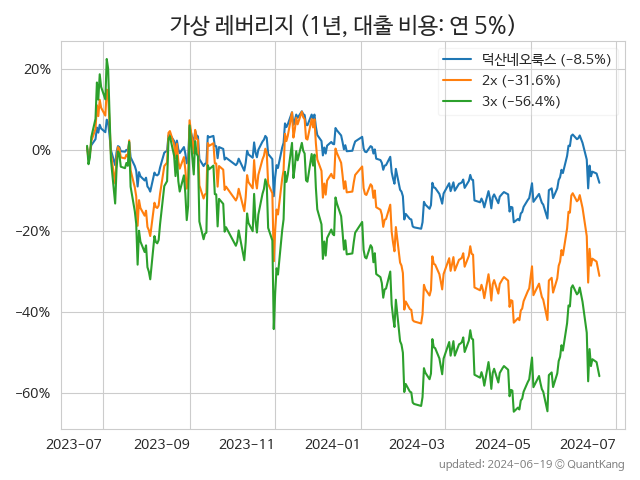 가상 레버리지 (1년, 대출 비용: 연 5%)
덕산네오룩스 (−8.5%)
2x (−31.6%)
3x (−56.4%)
20%
0%
−20%
−40%
−60%
2023-07 2023-09 2023-11 2024-01 2024-03 2024-05 2024-07
updated: 2024-06-19 © QuantKang